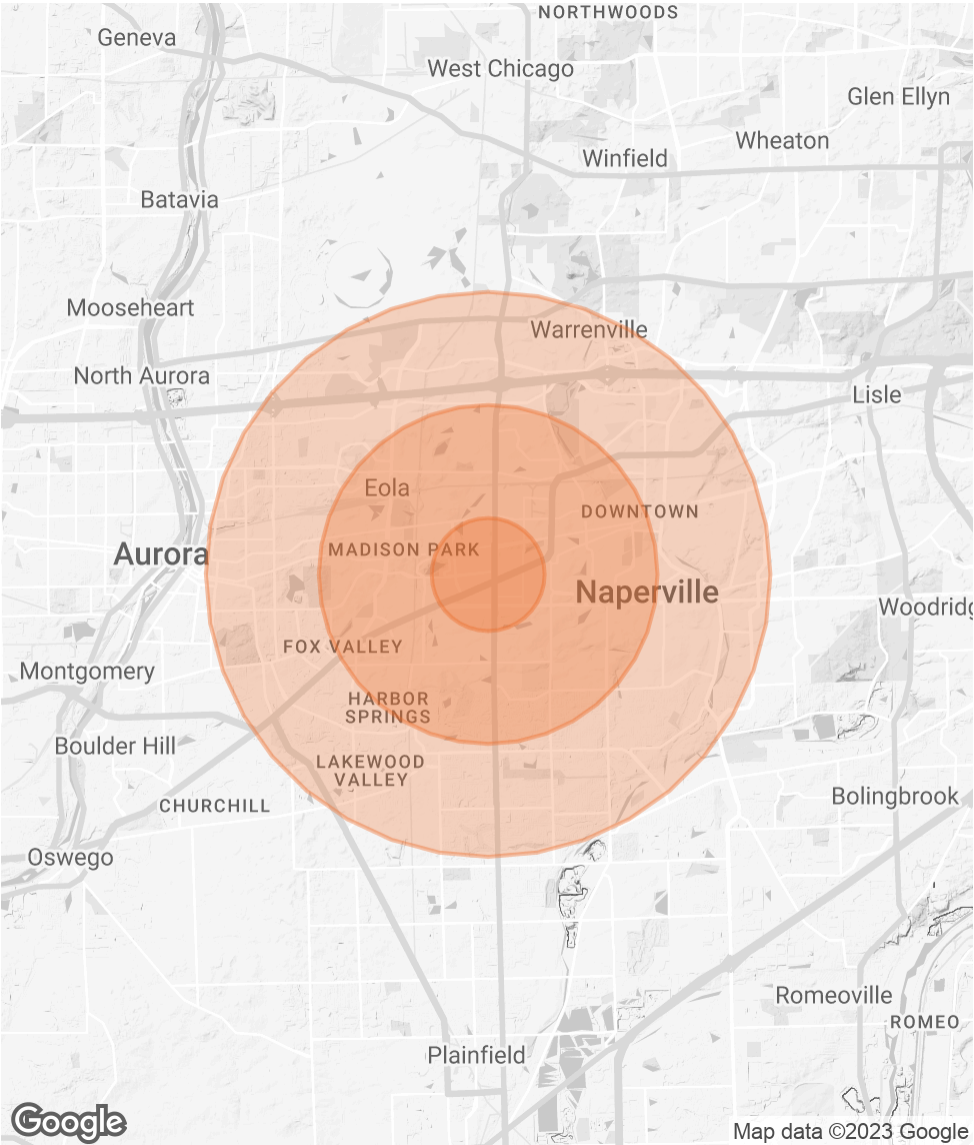 NORTHWOODS
Geneva
West Chicago
Glen Ellyn
Wheaton
Winfield
Batavia
Mooseheart
Warrenville
North Aurora
Lisle
Eola
DOWNTOWN
MADISON PARK
Aurora
Naperville
Woodridg
FOX VALLEY
Montgomery
HARBOR
SPRINGS
Boulder Hill
LAKEWOOD
VALLEY
Bolingbrook
CHURCHILL
Oswego
Romeoville
ROMEO
Plainfield
Google
Map data ©2023 Google